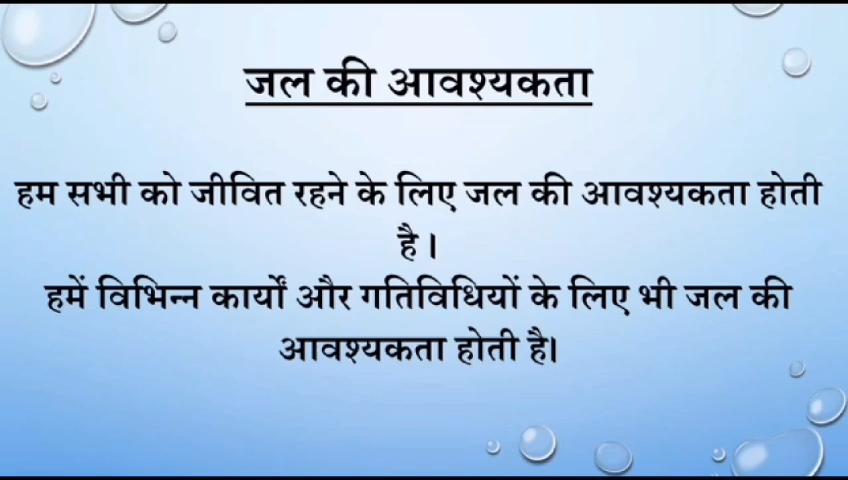 जल की आवश्यकता
हम सभी को जीवित रहने के लिए जल की आवश्यकता होती
है ।
हमें विभिन्न कार्यों और गतिविधियों के लिए भी जल की
आवश्यकता होती है।